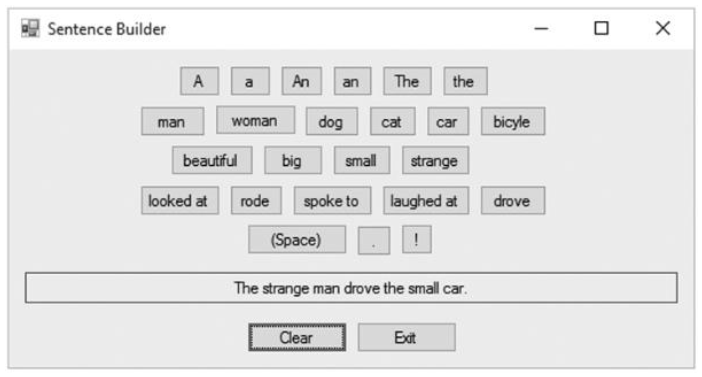 Sentence Builder
A a An an The the
man woman dog cat car bicyle
beautiful big small strange
looked at rode spoke to laughed at drove
(Space) . !
The strange man drove the small car.
Clear Exit